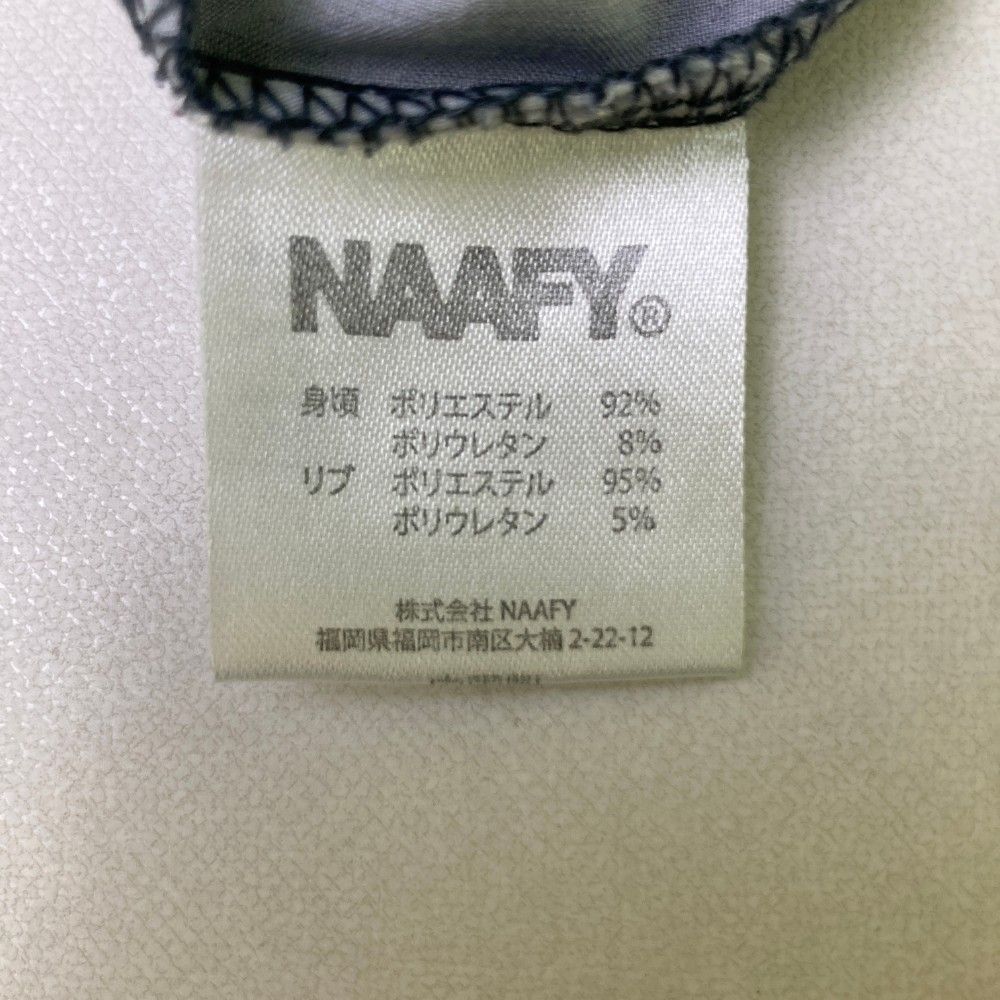 NAAFY®
身頃 ポリエステル 92%
ポリウレタン 8%
リブ ポリエステル 95%
ポリウレタン 5%
株式会社 NAAFY
福岡県福岡市南区大楠 2-22-12